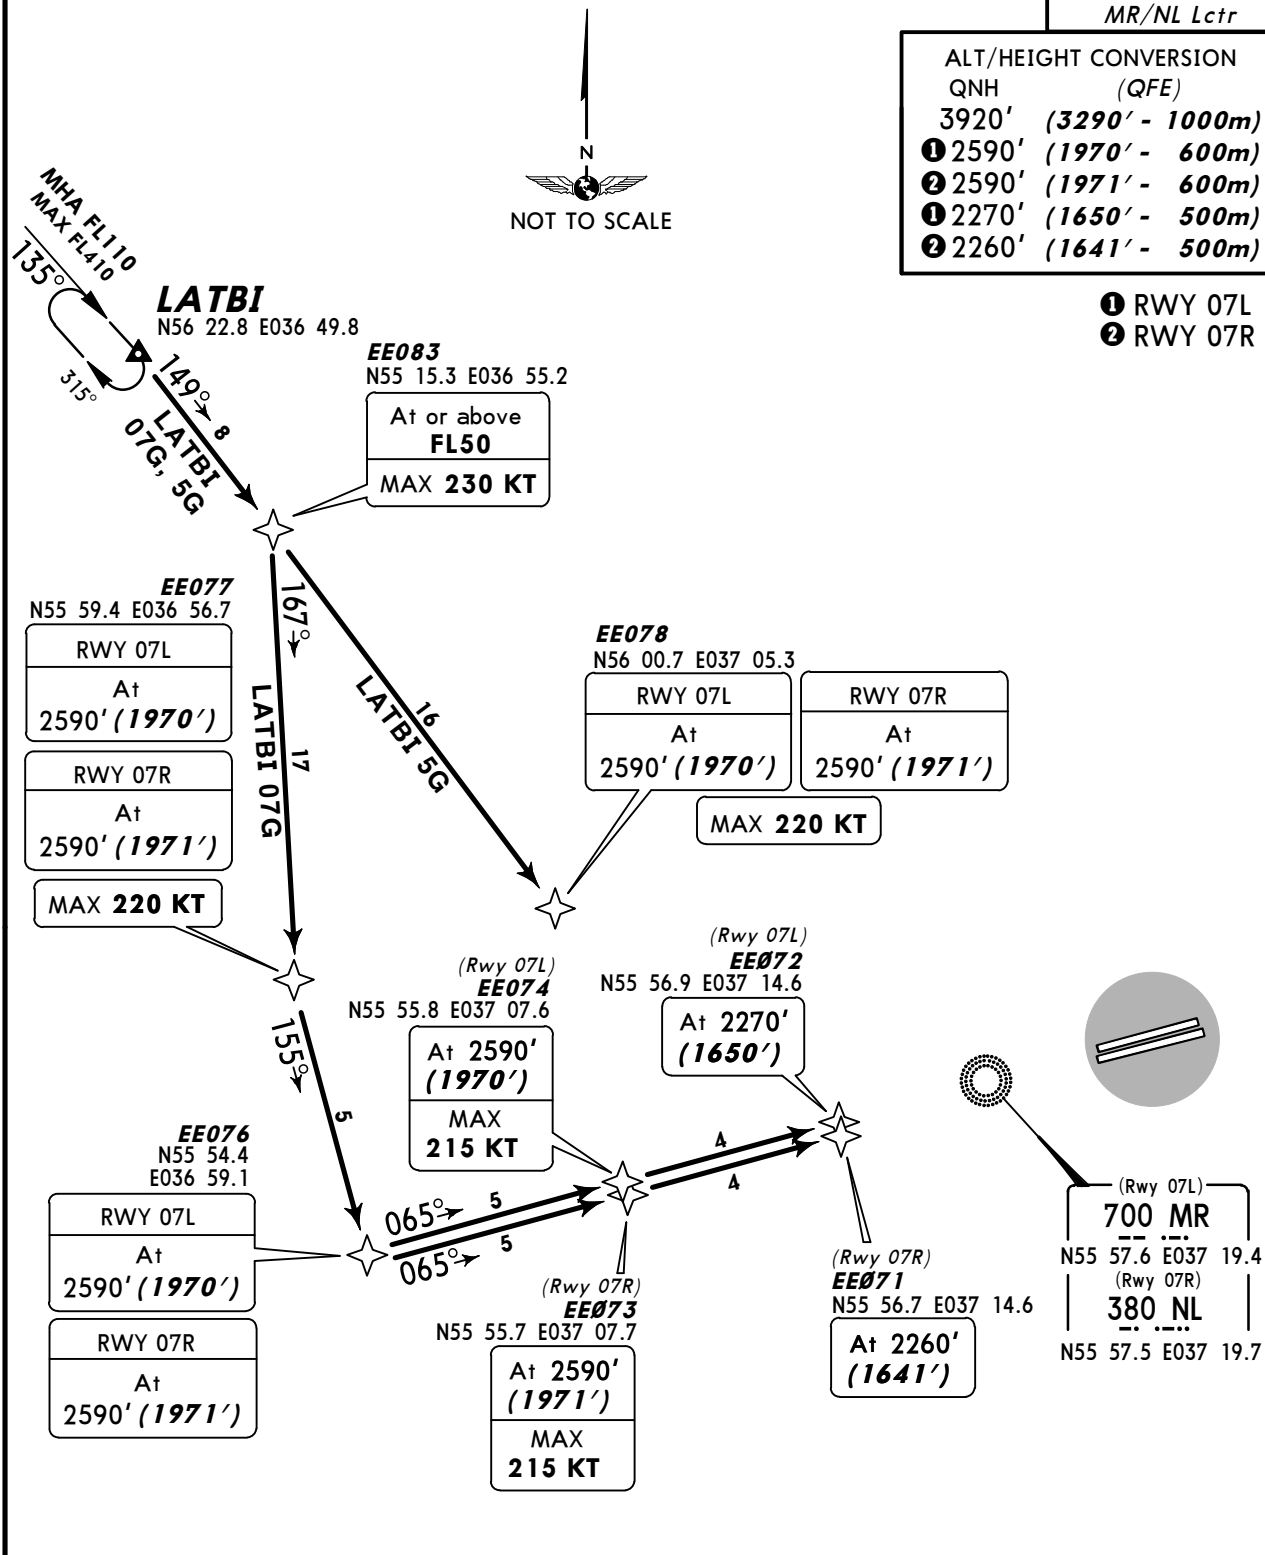 MR/NL Lctr
ALT/HEIGHT CONVERSION
QNH (QFE)
3920' (3290' - 1000m)
❶ 2590' (1970' - 600m)
❷ 2590' (1971' - 600m)
❶ 2270' (1650' - 500m)
❷ 2260' (1641' - 500m)
❶ RWY 07L
❷ RWY 07R
N
NOT TO SCALE
MHA FL110
MAX FL410
135°
315°
LATBI
N56 22.8 E036 49.8
149°
8
LATBI
07G, 5G
EE083
N55 15.3 E036 55.2
At or above
FL50
MAX 230 KT
EE077
N55 59.4 E036 56.7
RWY 07L
At
2590' (1970')
RWY 07R
At
2590' (1971')
MAX 220 KT
167°
17
LATBI 07G
16
LATBI 5G
EE078
N56 00.7 E037 05.3
RWY 07L
At
2590' (1970')
RWY 07R
At
2590' (1971')
MAX 220 KT
155°
5
EE076
N55 54.4
E036 59.1
RWY 07L
At
2590' (1970')
RWY 07R
At
2590' (1971')
(Rwy 07L)
EE074
N55 55.8 E037 07.6
At 2590'
(1970')
MAX
215 KT
065°
5
065°
5
(Rwy 07R)
EEØ73
N55 55.7 E037 07.7
At 2590'
(1971')
MAX
215 KT
(Rwy 07L)
EEØ72
N55 56.9 E037 14.6
At 2270'
(1650')
4
4
(Rwy 07R)
EEØ71
N55 56.7 E037 14.6
At 2260'
(1641')
(Rwy 07L)
700 MR
N55 57.6 E037 19.4
(Rwy 07R)
380 NL
N55 57.5 E037 19.7